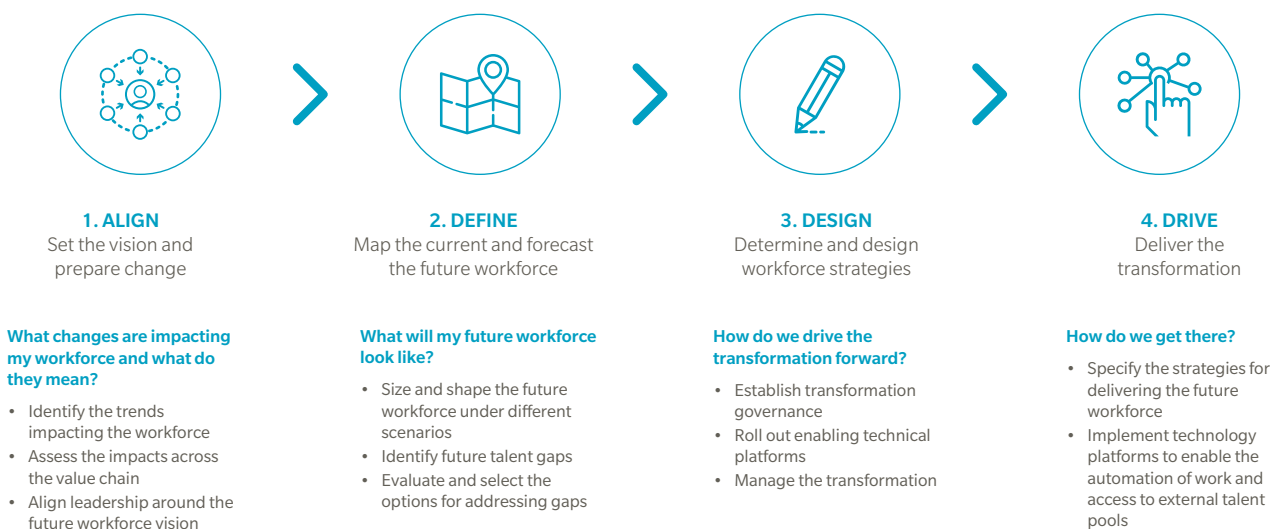 1. ALIGN
Set the vision and
prepare change
What changes are impacting
my workforce and what do
they mean?
• Identify the trends
impacting the workforce
• Assess the impacts across
the value chain
• Align leadership around the
future workforce vision
2. DEFINE
Map the current and forecast
the future workforce
What will my future workforce
look like?
• Size and shape the future
workforce under different
scenarios
• Identify future talent gaps
• Evaluate and select the
options for addressing gaps
3. DESIGN
Determine and design
workforce strategies
How do we drive the
transformation forward?
• Establish transformation
governance
• Roll out enabling technical
platforms
• Manage the transformation
4. DRIVE
Deliver the
transformation
How do we get there?
• Specify the strategies for
delivering the future
workforce
• Implement technology
platforms to enable the
automation of work and
access to external talent
pools